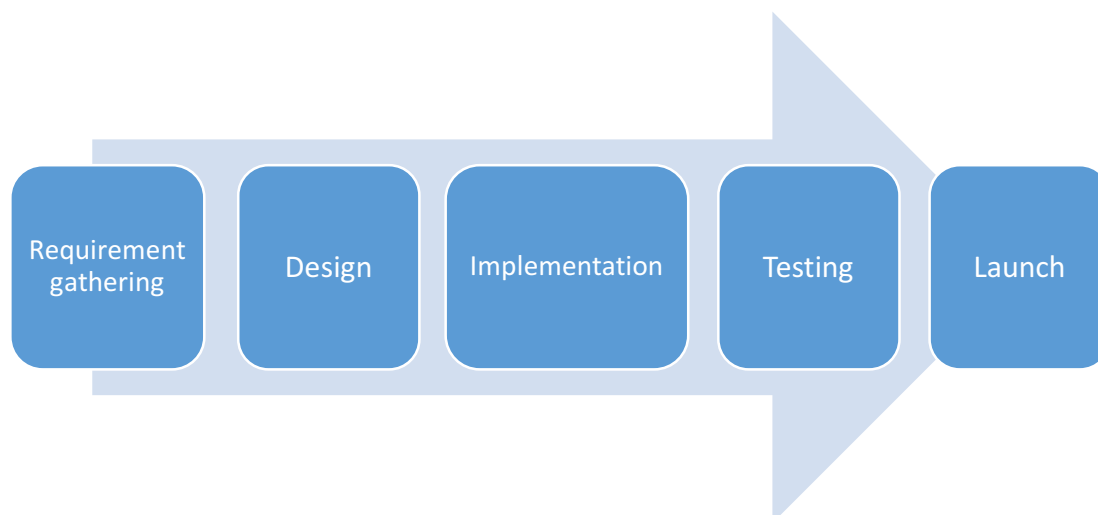 Requirement
gathering
Design
Implementation
Testing
Launch